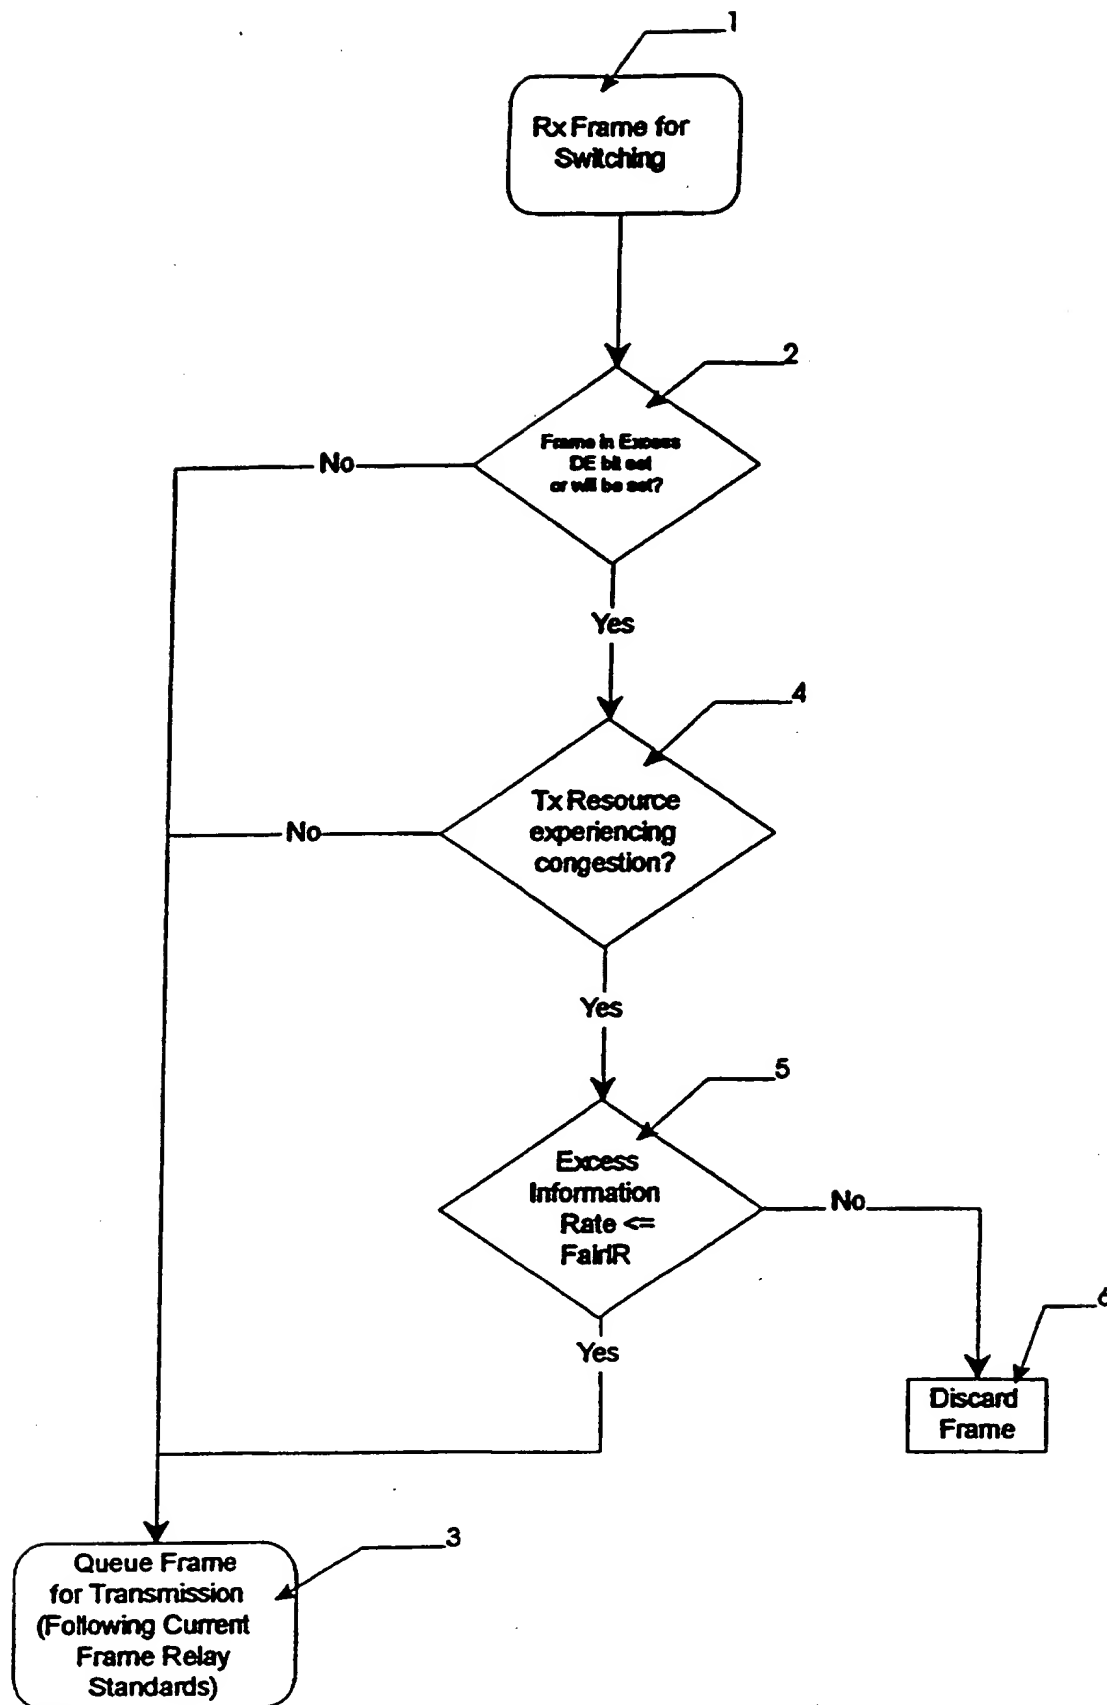 1
Rx Frame for
Switching
2
Frame in Excess
DE bit set
or will be set?
No
Yes
4
Tx Resource
experiencing
congestion?
No
Yes
5
Excess
Information
Rate <=
FairIR
No
Yes
6
Discard
Frame
3
Queue Frame
for Transmission
(Following Current
Frame Relay
Standards)